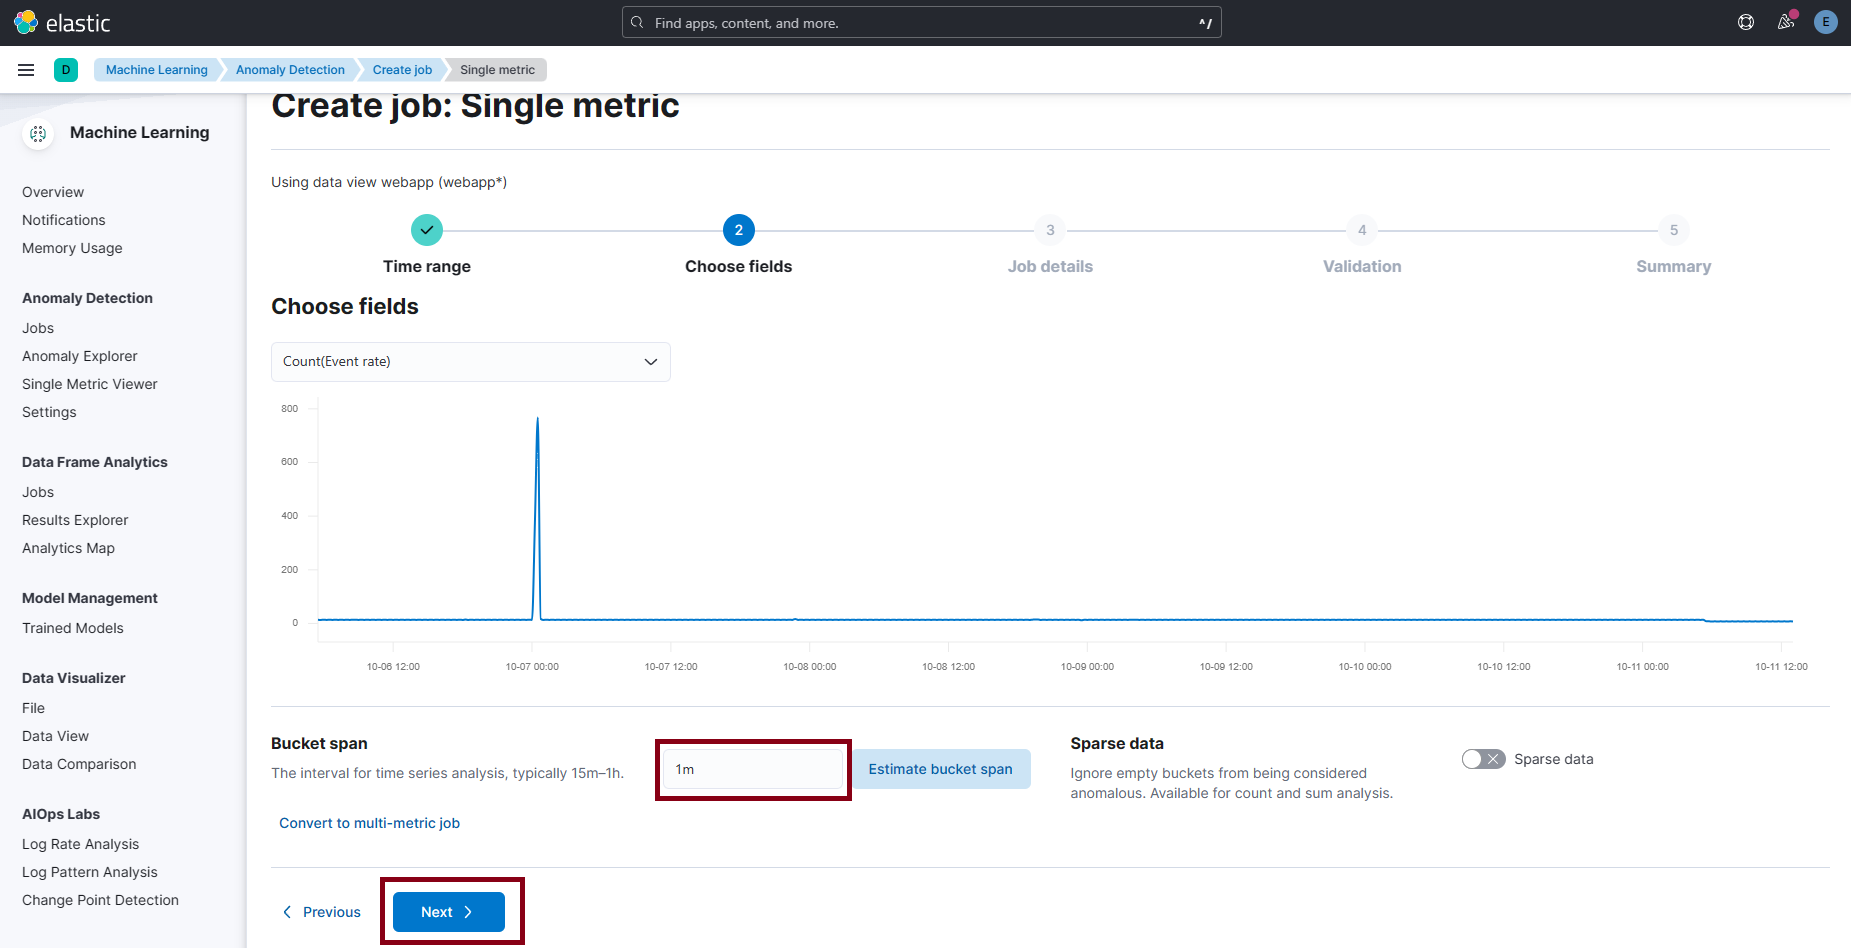 elastic
Find apps, content, and more.
^/
E
D
Machine Learning
Anomaly Detection
Create job
Single metric
Machine Learning
Overview
Notifications
Memory Usage
Anomaly Detection
Jobs
Anomaly Explorer
Single Metric Viewer
Settings
Data Frame Analytics
Jobs
Results Explorer
Analytics Map
Model Management
Trained Models
Data Visualizer
File
Data View
Data Comparison
AIOps Labs
Log Rate Analysis
Log Pattern Analysis
Change Point Detection
Create job: Single metric
Using data view webapp (webapp*)
2
3
4
5
Time range
Choose fields
Job details
Validation
Summary
Choose fields
Count(Event rate)
800
600
400
200
0
10-06 12:00
10-07 00:00
10-07 12:00
10-08 00:00
10-08 12:00
10-09 00:00
10-09 12:00
10-10 00:00
10-10 12:00
10-11 00:00
10-11 12:00
Bucket span
The interval for time series analysis, typically 15m–1h.
1m
Estimate bucket span
Sparse data
Ignore empty buckets from being considered
anomalous. Available for count and sum analysis.
Sparse data
Convert to multi-metric job
Previous
Next